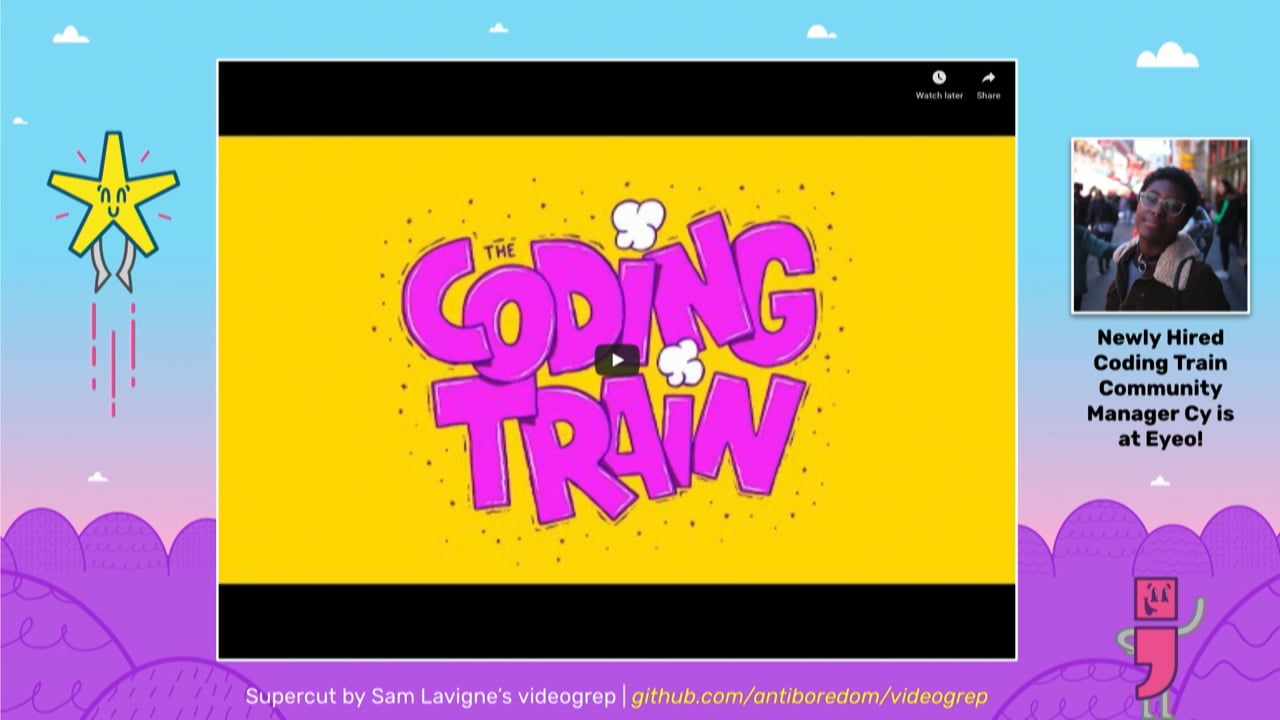 Watch later
Share
THE
CODING
TRAIN
Newly Hired
Coding Train
Community
Manager Cy is
at Eyeo!
Supercut by Sam Lavigne's videogrep | github.com/antiboredom/videogrep